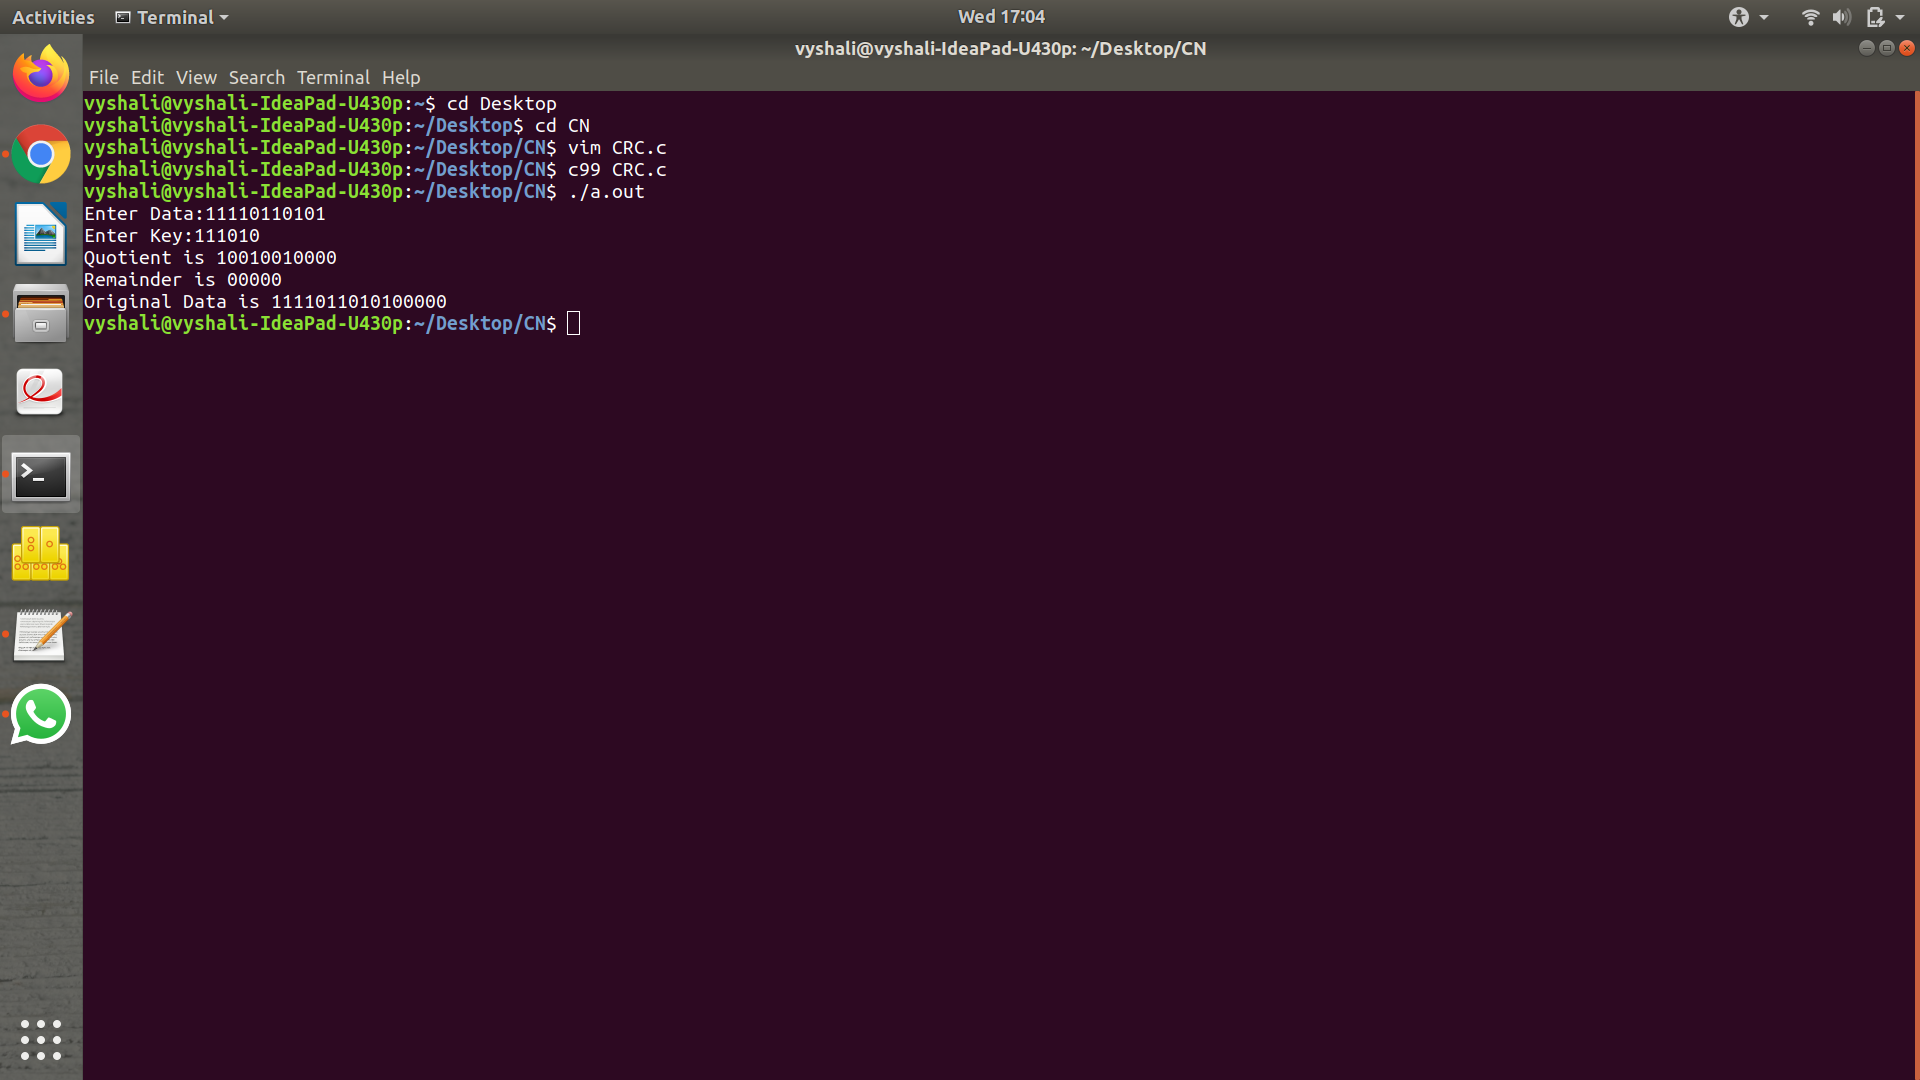 Activities Terminal Wed 17:04
vyshali@vyshali-IdeaPad-U430p: ~/Desktop/CN
File Edit View Search Terminal Help
vyshali@vyshali-IdeaPad-U430p:~$ cd Desktop
vyshali@vyshali-IdeaPad-U430p:~/Desktop$ cd CN
vyshali@vyshali-IdeaPad-U430p:~/Desktop/CN$ vim CRC.c
vyshali@vyshali-IdeaPad-U430p:~/Desktop/CN$ c99 CRC.c
vyshali@vyshali-IdeaPad-U430p:~/Desktop/CN$ ./a.out
Enter Data:11110110101
Enter Key:111010
Quotient is 10010010000
Remainder is 00000
Original Data is 1111011010100000
vyshali@vyshali-IdeaPad-U430p:~/Desktop/CN$